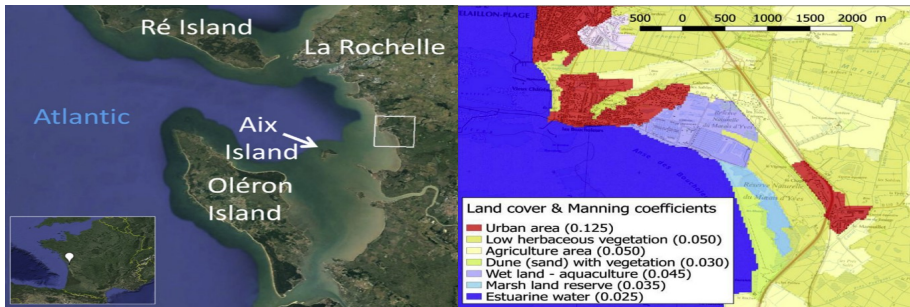 Ré Island
La Rochelle
Atlantic
Aix
Island
Oléron
Island
ELAILLON-PLAGE
500 0 500 1000 1500 2000 m
Land cover & Manning coefficients
Urban area (0.125)
Low herbaceous vegetation (0.050)
Agriculture area (0.050)
Dune (sand) with vegetation (0.030)
Wet land - aquaculture (0.045)
Marsh land reserve (0.035)
Estuarine water (0.025)